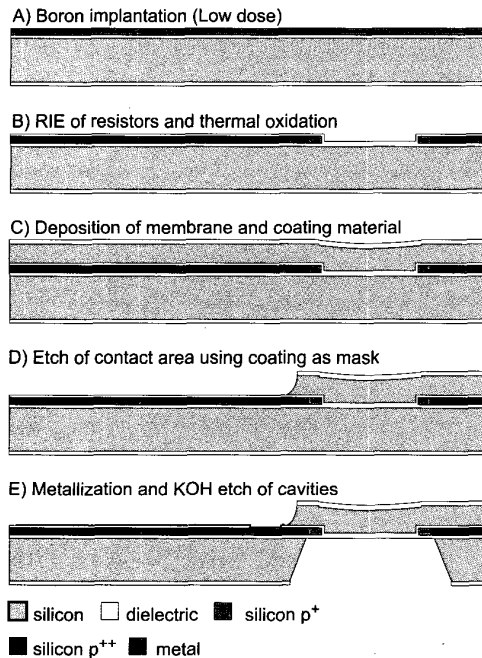 A) Boron implantation (Low dose)
B) RIE of resistors and thermal oxidation
C) Deposition of membrane and coating material
D) Etch of contact area using coating as mask
E) Metallization and KOH etch of cavities
silicon dielectric silicon p+
silicon p++ metal